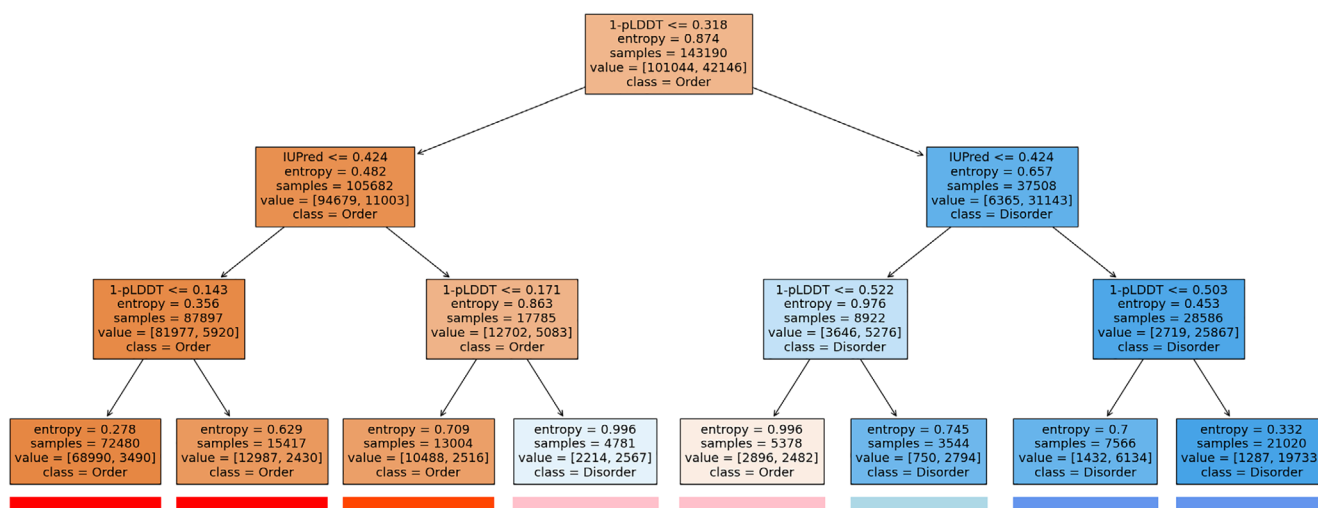 1-pLDDT <= 0.318
entropy = 0.874
samples = 143190
value = [101044, 42146]
class = Order
IUPred <= 0.424
entropy = 0.482
samples = 105682
value = [94679, 11003]
class = Order
IUPred <= 0.424
entropy = 0.657
samples = 37508
value = [6365, 31143]
class = Disorder
1-pLDDT <= 0.143
entropy = 0.356
samples = 87897
value = [81977, 5920]
class = Order
1-pLDDT <= 0.171
entropy = 0.863
samples = 17785
value = [12702, 5083]
class = Order
1-pLDDT <= 0.522
entropy = 0.976
samples = 8922
value = [3646, 5276]
class = Disorder
1-pLDDT <= 0.503
entropy = 0.453
samples = 28586
value = [2719, 25867]
class = Disorder
entropy = 0.278
samples = 72480
value = [68990, 3490]
class = Order
entropy = 0.629
samples = 15417
value = [12987, 2430]
class = Order
entropy = 0.709
samples = 13004
value = [10488, 2516]
class = Order
entropy = 0.996
samples = 4781
value = [2214, 2567]
class = Disorder
entropy = 0.996
samples = 5378
value = [2896, 2482]
class = Order
entropy = 0.745
samples = 3544
value = [750, 2794]
class = Disorder
entropy = 0.7
samples = 7566
value = [1432, 6134]
class = Disorder
entropy = 0.332
samples = 21020
value = [1287, 19733]
class = Disorder